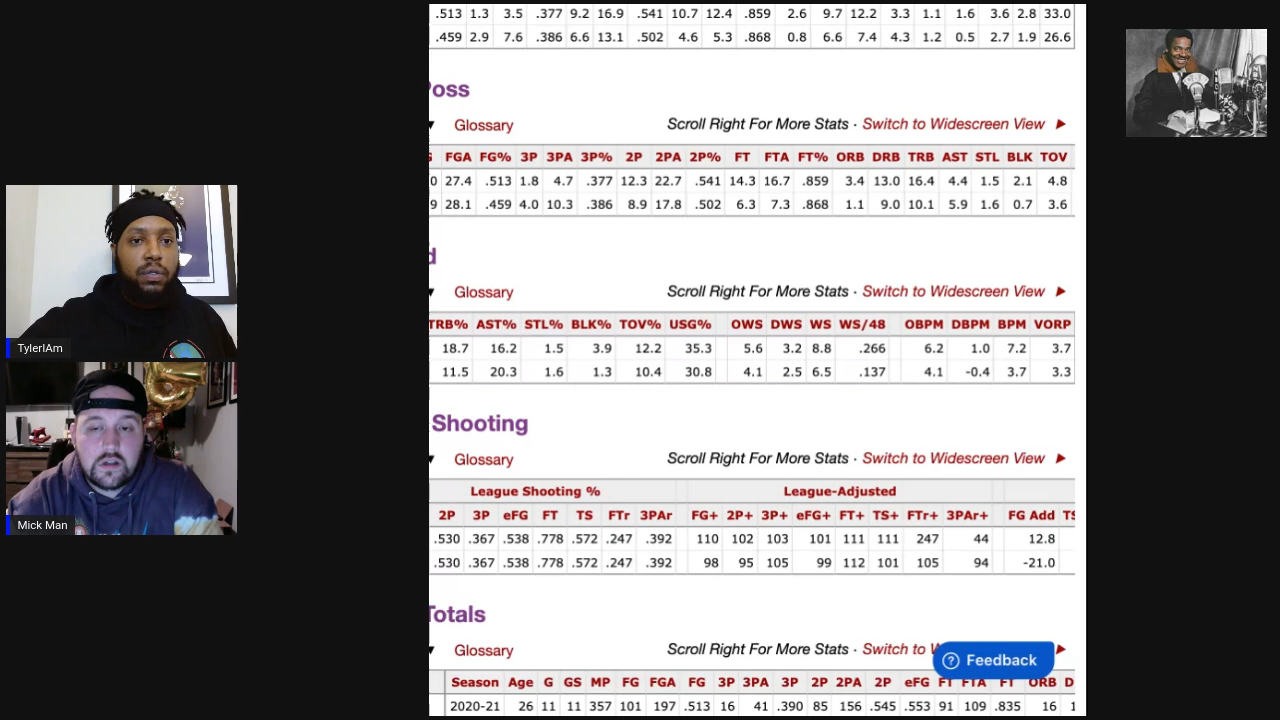 .513 1.3 3.5 .377 9.2 16.9 .541 10.7 12.4 .859 2.6 9.7 12.2 3.3 1.1 1.6 3.6 2.8 33.0
.459 2.9 7.6 .386 6.6 13.1 .502 4.6 5.3 .868 0.8 6.6 7.4 4.3 1.2 0.5 2.7 1.9 26.6
Poss
▼ Glossary Scroll Right For More Stats · Switch to Widescreen View ▶
G FGA FG% 3P 3PA 3P% 2P 2PA 2P% FT FTA FT% ORB DRB TRB AST STL BLK TOV
0 27.4 .513 1.8 4.7 .377 12.3 22.7 .541 14.3 16.7 .859 3.4 13.0 16.4 4.4 1.5 2.1 4.8
9 28.1 .459 4.0 10.3 .386 8.9 17.8 .502 6.3 7.3 .868 1.1 9.0 10.1 5.9 1.6 0.7 3.6
d
▼ Glossary Scroll Right For More Stats · Switch to Widescreen View ▶
TRB% AST% STL% BLK% TOV% USG% OWS DWS WS WS/48 OBPM DBPM BPM VORP
18.7 16.2 1.5 3.9 12.2 35.3 5.6 3.2 8.8 .266 6.2 1.0 7.2 3.7
11.5 20.3 1.6 1.3 10.4 30.8 4.1 2.5 6.5 .137 4.1 -0.4 3.7 3.3
Shooting
▼ Glossary Scroll Right For More Stats · Switch to Widescreen View ▶
League Shooting % League-Adjusted
2P 3P eFG FT TS FTr 3PAr FG+ 2P+ 3P+ eFG+ FT+ TS+ FTr+ 3PAr+ FG Add TS
.530 .367 .538 .778 .572 .247 .392 110 102 103 101 111 111 247 44 12.8
.530 .367 .538 .778 .572 .247 .392 98 95 105 99 112 101 105 94 -21.0
Totals
▼ Glossary Scroll Right For More Stats · Switch to W ▶
Feedback
Season Age G GS MP FG FGA FG 3P 3PA 3P 2P 2PA 2P eFG FT FTA FT ORB D
2020-21 26 11 11 357 101 197 .513 16 41 .390 85 156 .545 .553 91 109 .835 16 1
TylerIAm
Mick Man